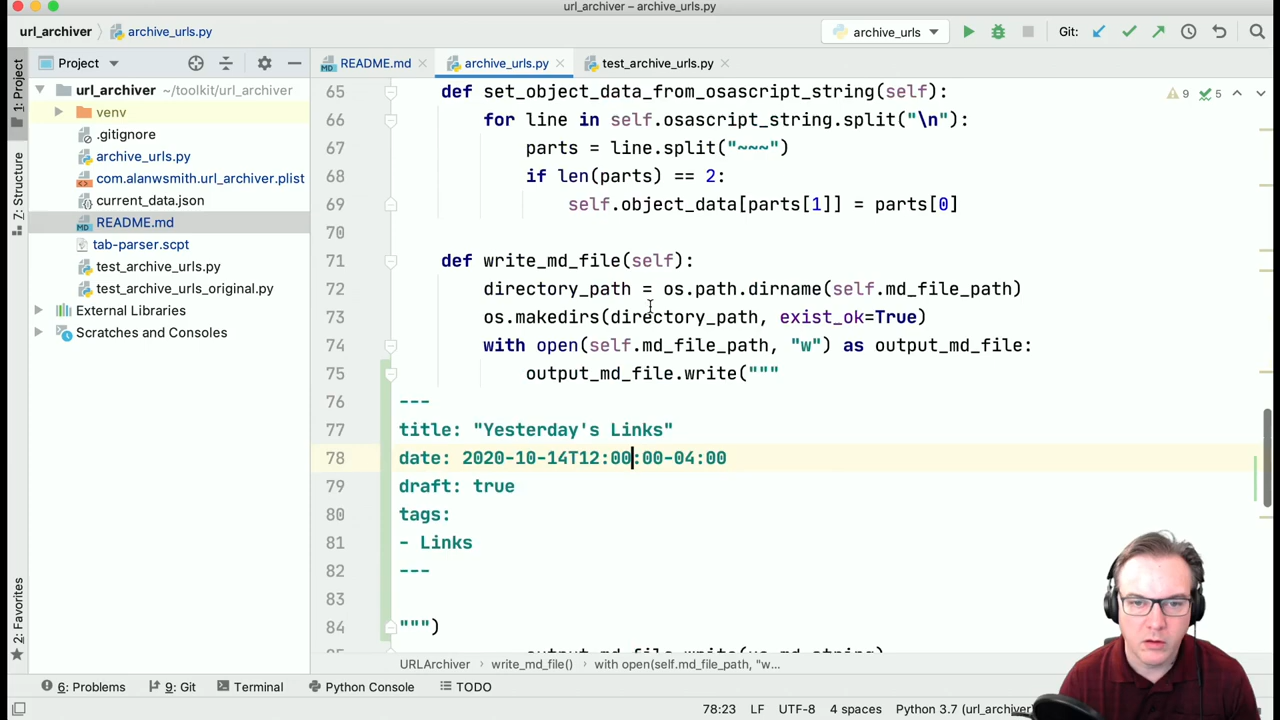 url_archiver – archive_urls.py
url_archiver archive_urls.py archive_urls Git:
Project README.md archive_urls.py test_archive_urls.py
1: Project
7: Structure
2: Favorites
url_archiver ~/toolkit/url_archiver
venv
.gitignore
archive_urls.py
com.alanwsmith.url_archiver.plist
current_data.json
README.md
tab-parser.scpt
test_archive_urls.py
test_archive_urls_original.py
External Libraries
Scratches and Consoles
9 5
65 def set_object_data_from_osascript_string(self):
66 for line in self.osascript_string.split("\n"):
67 parts = line.split("~~~")
68 if len(parts) == 2:
69 self.object_data[parts[1]] = parts[0]
70
71 def write_md_file(self):
72 directory_path = os.path.dirname(self.md_file_path)
73 os.makedirs(directory_path, exist_ok=True)
74 with open(self.md_file_path, "w") as output_md_file:
75 output_md_file.write("""
76 ---
77 title: "Yesterday's Links"
78 date: 2020-10-14T12:00:00-04:00
79 draft: true
80 tags:
81 - Links
82 ---
83
84 """)
URLArchiver write_md_file() with open(self.md_file_path, "w...
6: Problems 9: Git Terminal Python Console TODO
78:23 LF UTF-8 4 spaces Python 3.7 (url_archiver)